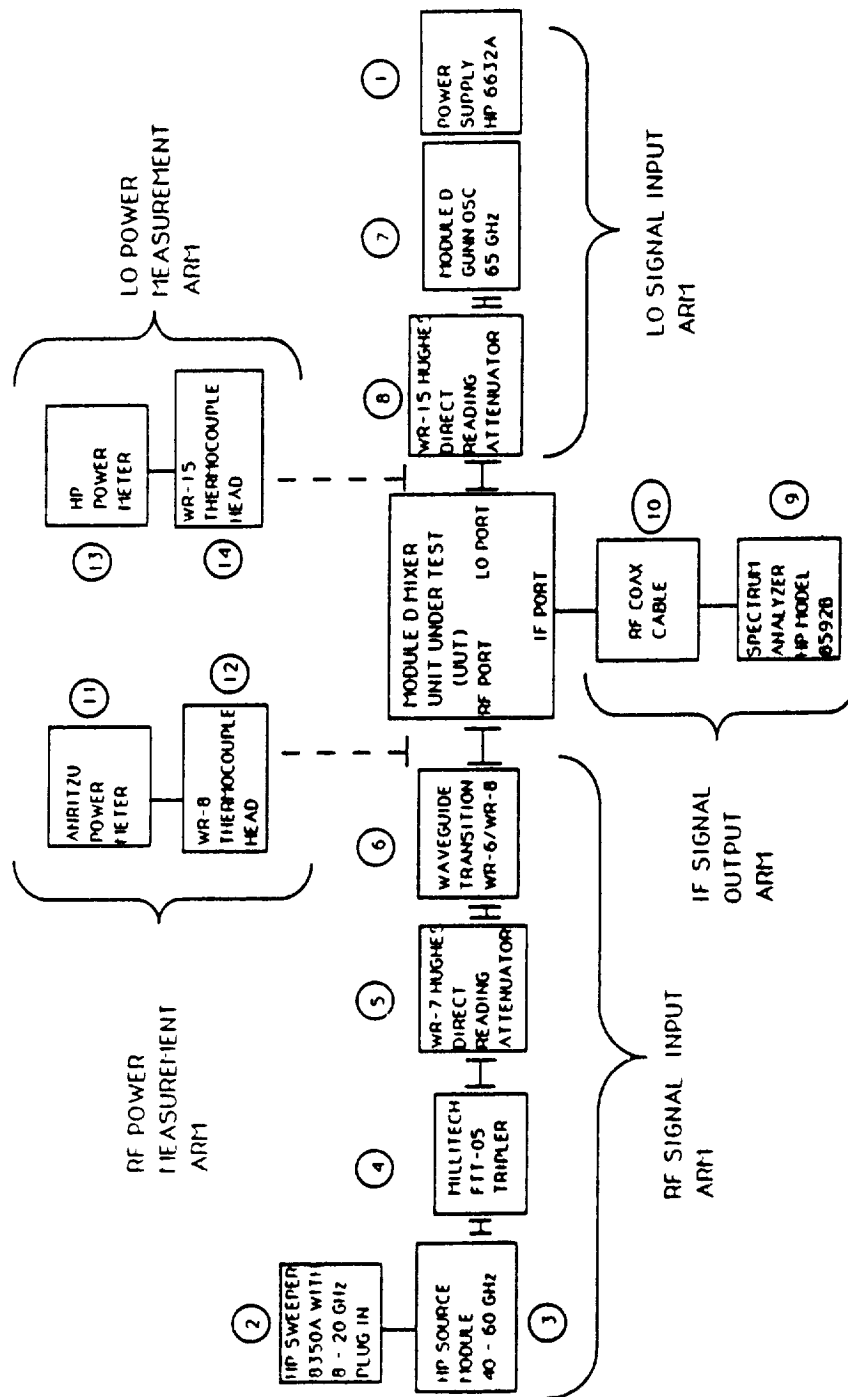 RF POWER
MEASUREMENT
ARM
LO POWER
MEASUREMENT
ARM
11
ANRITZU
POWER
METER
12
WR-8
THERMOCOUPLE
HEAD
13
HP
POWER
METER
14
WR-15
THERMOCOUPLE
HEAD
2
HP SWEEPER
8350A WITH
8 - 20 GHz
PLUG IN
HP SOURCE
MODULE
40 - 60 GHz
3
4
MILLITECH
FTT-05
TRIPLER
5
WR-7 HUGHES
DIRECT
READING
ATTENUATOR
6
WAVEGUIDE
TRANSITION
WR-6/WR-8
MODULE D MIXER
UNIT UNDER TEST
(UUT)
RF PORT
LO PORT
IF PORT
8
WR-15 HUGHES
DIRECT
READING
ATTENUATOR
7
MODULE D
GUNN OSC
65 GHz
1
POWER
SUPPLY
HP 6632A
RF COAX
CABLE
10
SPECTRUM
ANALYZER
HP MODEL
8592B
9
RF SIGNAL INPUT
ARM
IF SIGNAL
OUTPUT
ARM
LO SIGNAL INPUT
ARM